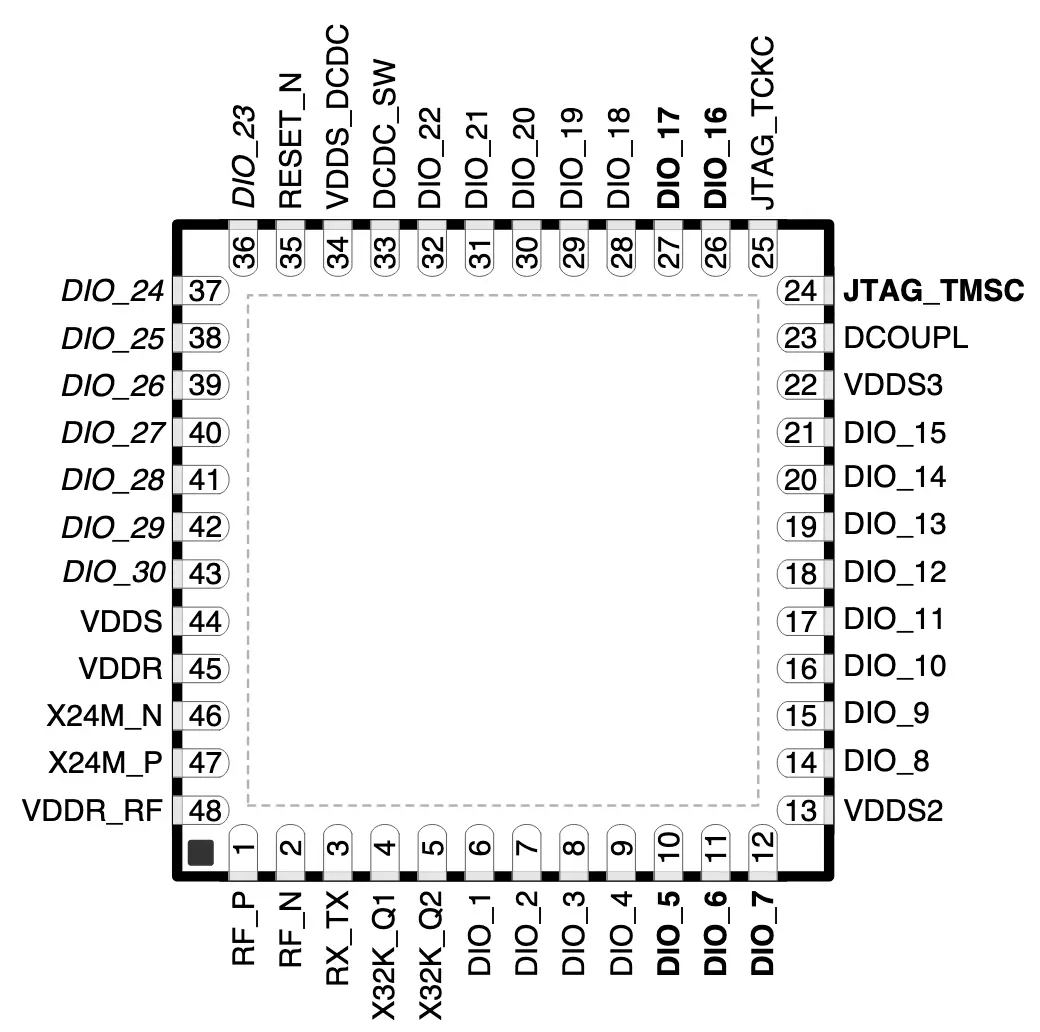 DIO_23
RESET_N
VDDS_DCDC
DCDC_SW
DIO_22
DIO_21
DIO_20
DIO_19
DIO_18
DIO_17
DIO_16
JTAG_TCKC
36
35
34
33
32
31
30
29
28
27
26
25
DIO_24 37
DIO_25 38
DIO_26 39
DIO_27 40
DIO_28 41
DIO_29 42
DIO_30 43
VDDS 44
VDDR 45
X24M_N 46
X24M_P 47
VDDR_RF 48
24 JTAG_TMSC
23 DCOUPL
22 VDDS3
21 DIO_15
20 DIO_14
19 DIO_13
18 DIO_12
17 DIO_11
16 DIO_10
15 DIO_9
14 DIO_8
13 VDDS2
1
2
3
4
5
6
7
8
9
10
11
12
RF_P
RF_N
RX_TX
X32K_Q1
X32K_Q2
DIO_1
DIO_2
DIO_3
DIO_4
DIO_5
DIO_6
DIO_7